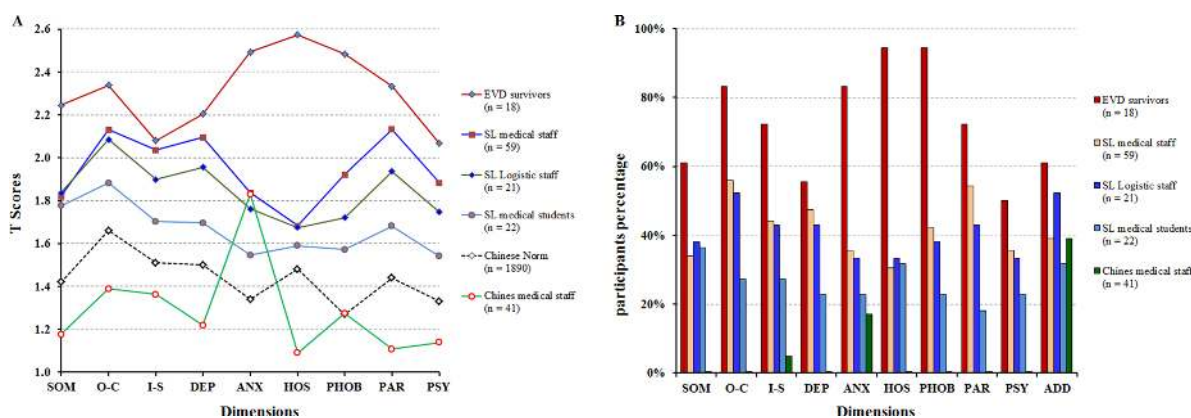 A
2.6
2.4
2.2
2.0
1.8
1.6
1.4
1.2
1.0
T Scores
SOM O-C I-S DEP ANX HOS PHOB PAR PSY
Dimensions
EVD survivors
(n = 18)
SL medical staff
(n = 59)
SL Logistic staff
(n = 21)
SL medical students
(n = 22)
Chinese Norm
(n = 1890)
Chines medical staff
(n = 41)
B
100%
80%
60%
40%
20%
0%
participants percentage
SOM O-C I-S DEP ANX HOS PHOB PAR PSY ADD
Dimensions
EVD survivors
(n = 18)
SL medical staff
(n = 59)
SL Logistic staff
(n = 21)
SL medical students
(n = 22)
Chines medical staff
(n = 41)